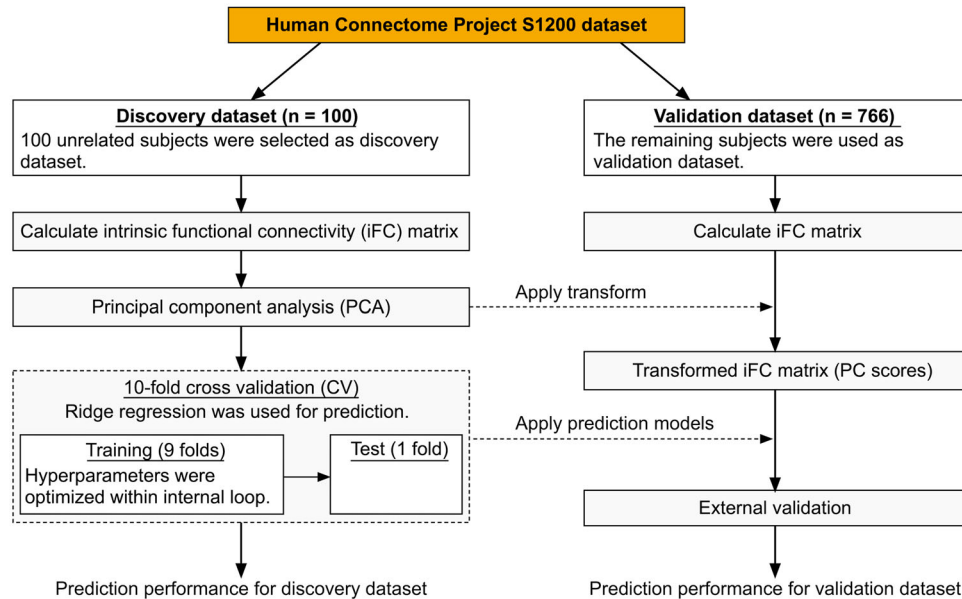 Human Connectome Project S1200 dataset
Discovery dataset (n = 100)
100 unrelated subjects were selected as discovery
dataset.
Validation dataset (n = 766)
The remaining subjects were used as
validation dataset.
Calculate intrinsic functional connectivity (iFC) matrix
Calculate iFC matrix
Principal component analysis (PCA)
Apply transform
10-fold cross validation (CV)
Ridge regression was used for prediction.
Transformed iFC matrix (PC scores)
Apply prediction models
Training (9 folds)
Hyperparameters were
optimized within internal loop.
Test (1 fold)
External validation
Prediction performance for discovery dataset
Prediction performance for validation dataset